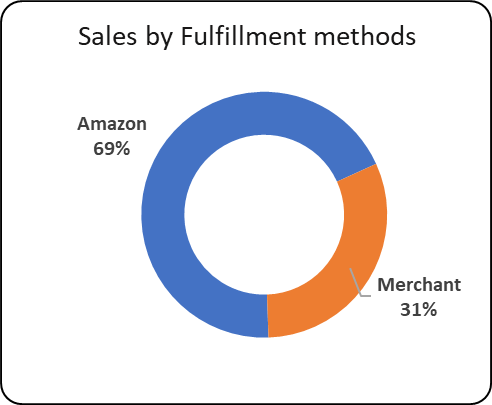 Sales by Fulfillment methods
Amazon
69%
Merchant
31%